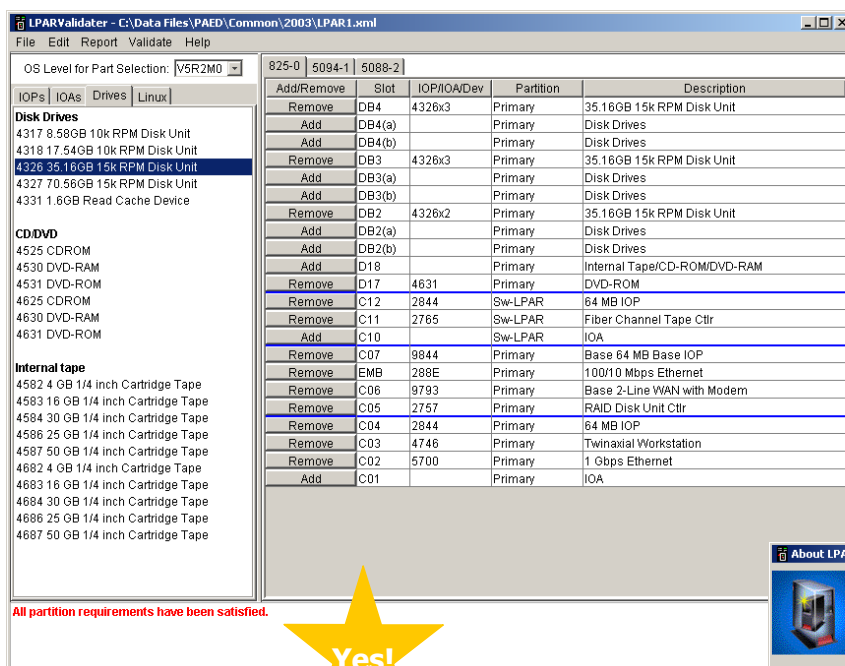 LPARValidater - C:\Data Files\PAED\Common\2003\LPAR1.xml
File Edit Report Validate Help
OS Level for Part Selection: V5R2M0
IOPs IOAs Drives Linux
Disk Drives
4317 8.58GB 10k RPM Disk Unit
4318 17.54GB 10k RPM Disk Unit
4326 35.16GB 15k RPM Disk Unit
4327 70.56GB 15k RPM Disk Unit
4331 1.6GB Read Cache Device
CD/DVD
4525 CDROM
4530 DVD-RAM
4531 DVD-ROM
4625 CDROM
4630 DVD-RAM
4631 DVD-ROM
Internal tape
4582 4 GB 1/4 inch Cartridge Tape
4583 16 GB 1/4 inch Cartridge Tape
4584 30 GB 1/4 inch Cartridge Tape
4586 25 GB 1/4 inch Cartridge Tape
4587 50 GB 1/4 inch Cartridge Tape
4682 4 GB 1/4 inch Cartridge Tape
4683 16 GB 1/4 inch Cartridge Tape
4684 30 GB 1/4 inch Cartridge Tape
4686 25 GB 1/4 inch Cartridge Tape
4687 50 GB 1/4 inch Cartridge Tape
825-0 5094-1 5088-2
Add/Remove Slot IOP/IOA/Dev Partition Description
Remove DB4 4326x3 Primary 35.16GB 15k RPM Disk Unit
Add DB4(a) Primary Disk Drives
Add DB4(b) Primary Disk Drives
Remove DB3 4326x3 Primary 35.16GB 15k RPM Disk Unit
Add DB3(a) Primary Disk Drives
Add DB3(b) Primary Disk Drives
Remove DB2 4326x2 Primary 35.16GB 15k RPM Disk Unit
Add DB2(a) Primary Disk Drives
Add DB2(b) Primary Disk Drives
Add D18 Primary Internal Tape/CD-ROM/DVD-RAM
Remove D17 4631 Primary DVD-ROM
Remove C12 2844 Sw-LPAR 64 MB IOP
Remove C11 2765 Sw-LPAR Fiber Channel Tape Ctlr
Add C10 Sw-LPAR IOA
Remove C07 9844 Primary Base 64 MB Base IOP
Remove EMB 288E Primary 100/10 Mbps Ethernet
Remove C06 9793 Primary Base 2-Line WAN with Modem
Remove C05 2757 Primary RAID Disk Unit Ctlr
Remove C04 2844 Primary 64 MB IOP
Remove C03 4746 Primary Twinaxial Workstation
Remove C02 5700 Primary 1 Gbps Ethernet
Add C01 Primary IOA
About LPA
All partition requirements have been satisfied.
Yes!